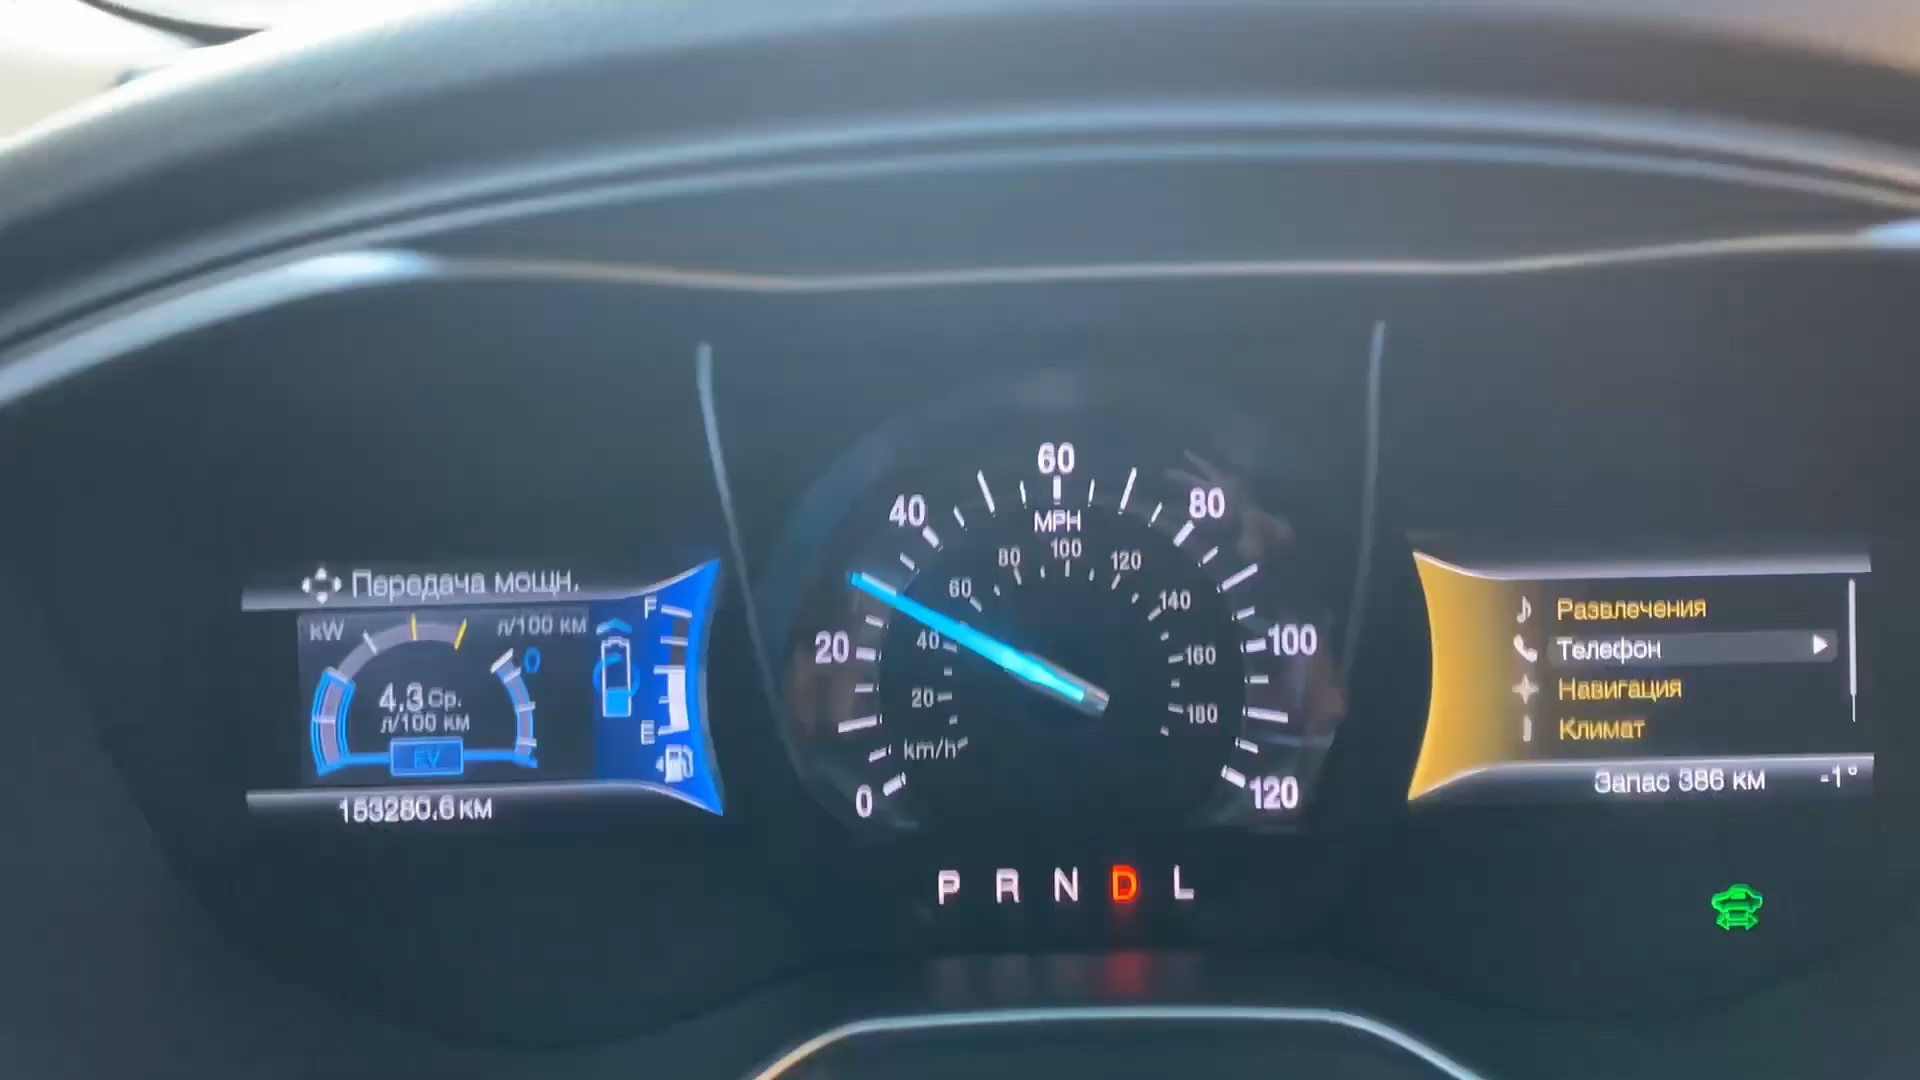 Передача мощн.
kW
л/100 км
0
4,3 Ср.
л/100 км
EV
F
E
153280,6 км
0
20
40
60
80
100
120
MPH
20
40
60
80
100
120
140
160
180
km/h
P R N D L
Развлечения
Телефон
Навигация
Климат
Запас 386 км -1°